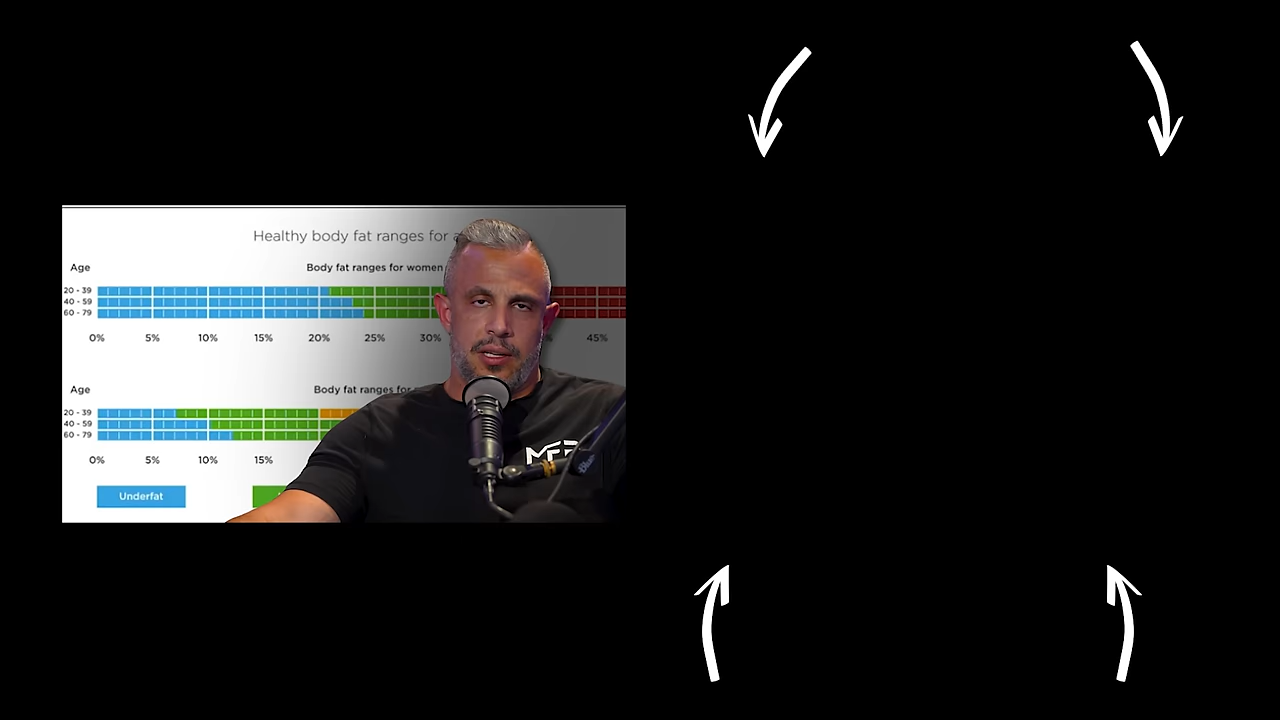 Healthy body fat ranges for
Age
Body fat ranges for women
20 - 39
40 - 59
60 - 79
0% 5% 10% 15% 20% 25% 30% 45%
Age
Body fat ranges for
20 - 39
40 - 59
60 - 79
0% 5% 10% 15%
Underfat